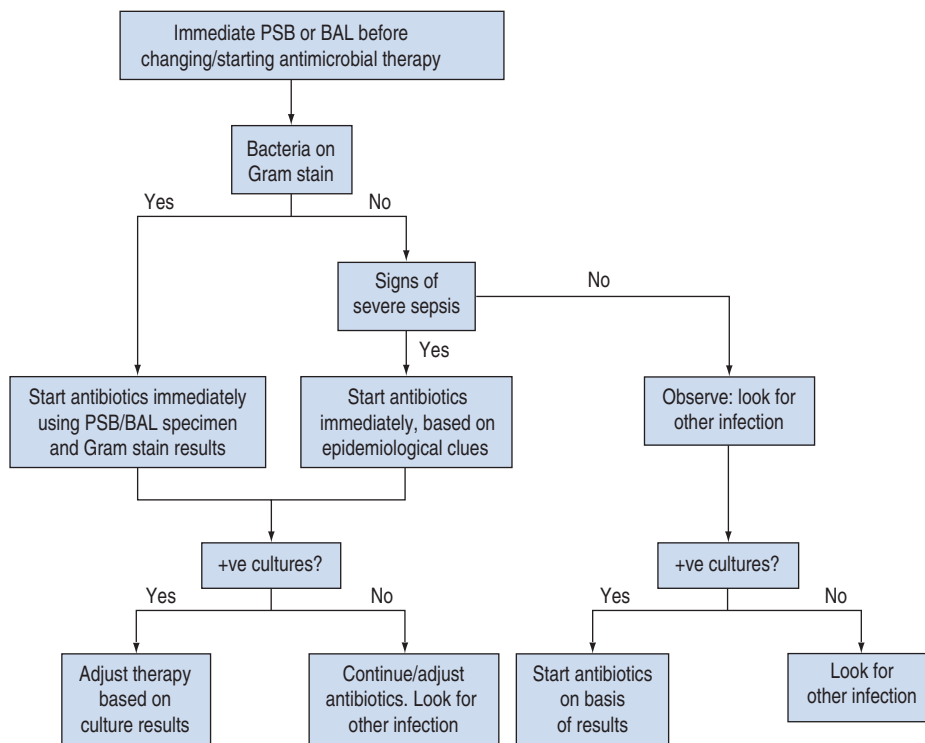 Immediate PSB or BAL before
changing/starting antimicrobial therapy
Bacteria on
Gram stain
Yes
No
Signs of
severe sepsis
No
Yes
Start antibiotics immediately
using PSB/BAL specimen
and Gram stain results
Start antibiotics
immediately, based on
epidemiological clues
Observe: look for
other infection
+ve cultures?
+ve cultures?
Yes
No
Yes
No
Adjust therapy
based on
culture results
Continue/adjust
antibiotics. Look for
other infection
Start antibiotics
on basis
of results
Look for
other infection